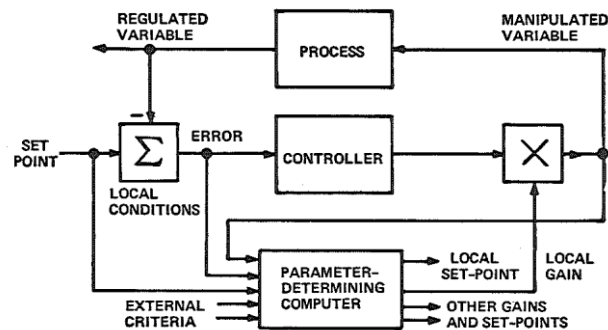 REGULATED
VARIABLE
MANIPULATED
VARIABLE
PROCESS
−
SET
POINT
Σ
ERROR
CONTROLLER
X
LOCAL
CONDITIONS
PARAMETER–
DETERMINING
COMPUTER
LOCAL
SET–POINT
LOCAL
GAIN
EXTERNAL
CRITERIA
OTHER GAINS
AND SET–POINTS